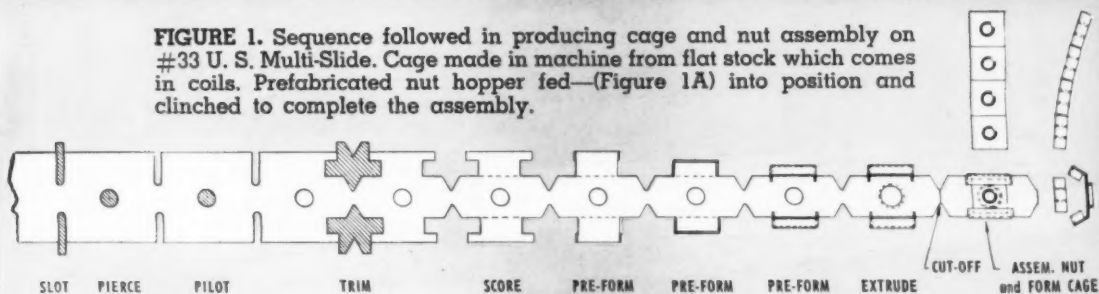 FIGURE 1. Sequence followed in producing cage and nut assembly on
#33 U. S. Multi-Slide. Cage made in machine from flat stock which comes
in coils. Prefabricated nut hopper fed—(Figure 1A) into position and
clinched to complete the assembly.
SLOT PIERCE PILOT TRIM SCORE PRE-FORM PRE-FORM PRE-FORM EXTRUDE CUT-OFF ASSEM. NUT
and FORM CAGE